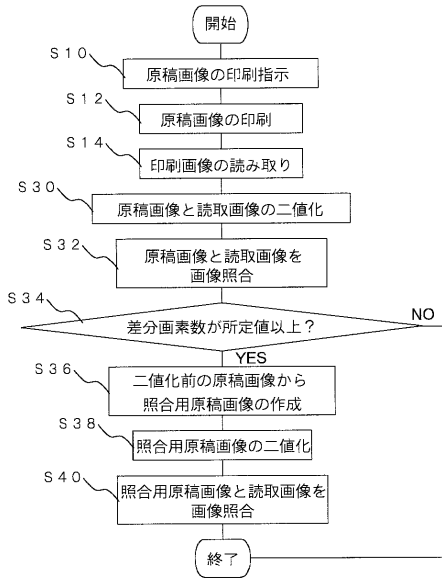 開始
S10
原稿画像の印刷指示
S12
原稿画像の印刷
S14
印刷画像の読み取り
S30
原稿画像と読取画像の二値化
S32
原稿画像と読取画像を
画像照合
S34
差分画素数が所定値以上?
NO
YES
S36
二値化前の原稿画像から
照合用原稿画像の作成
S38
照合用原稿画像の二値化
S40
照合用原稿画像と読取画像を
画像照合
終了